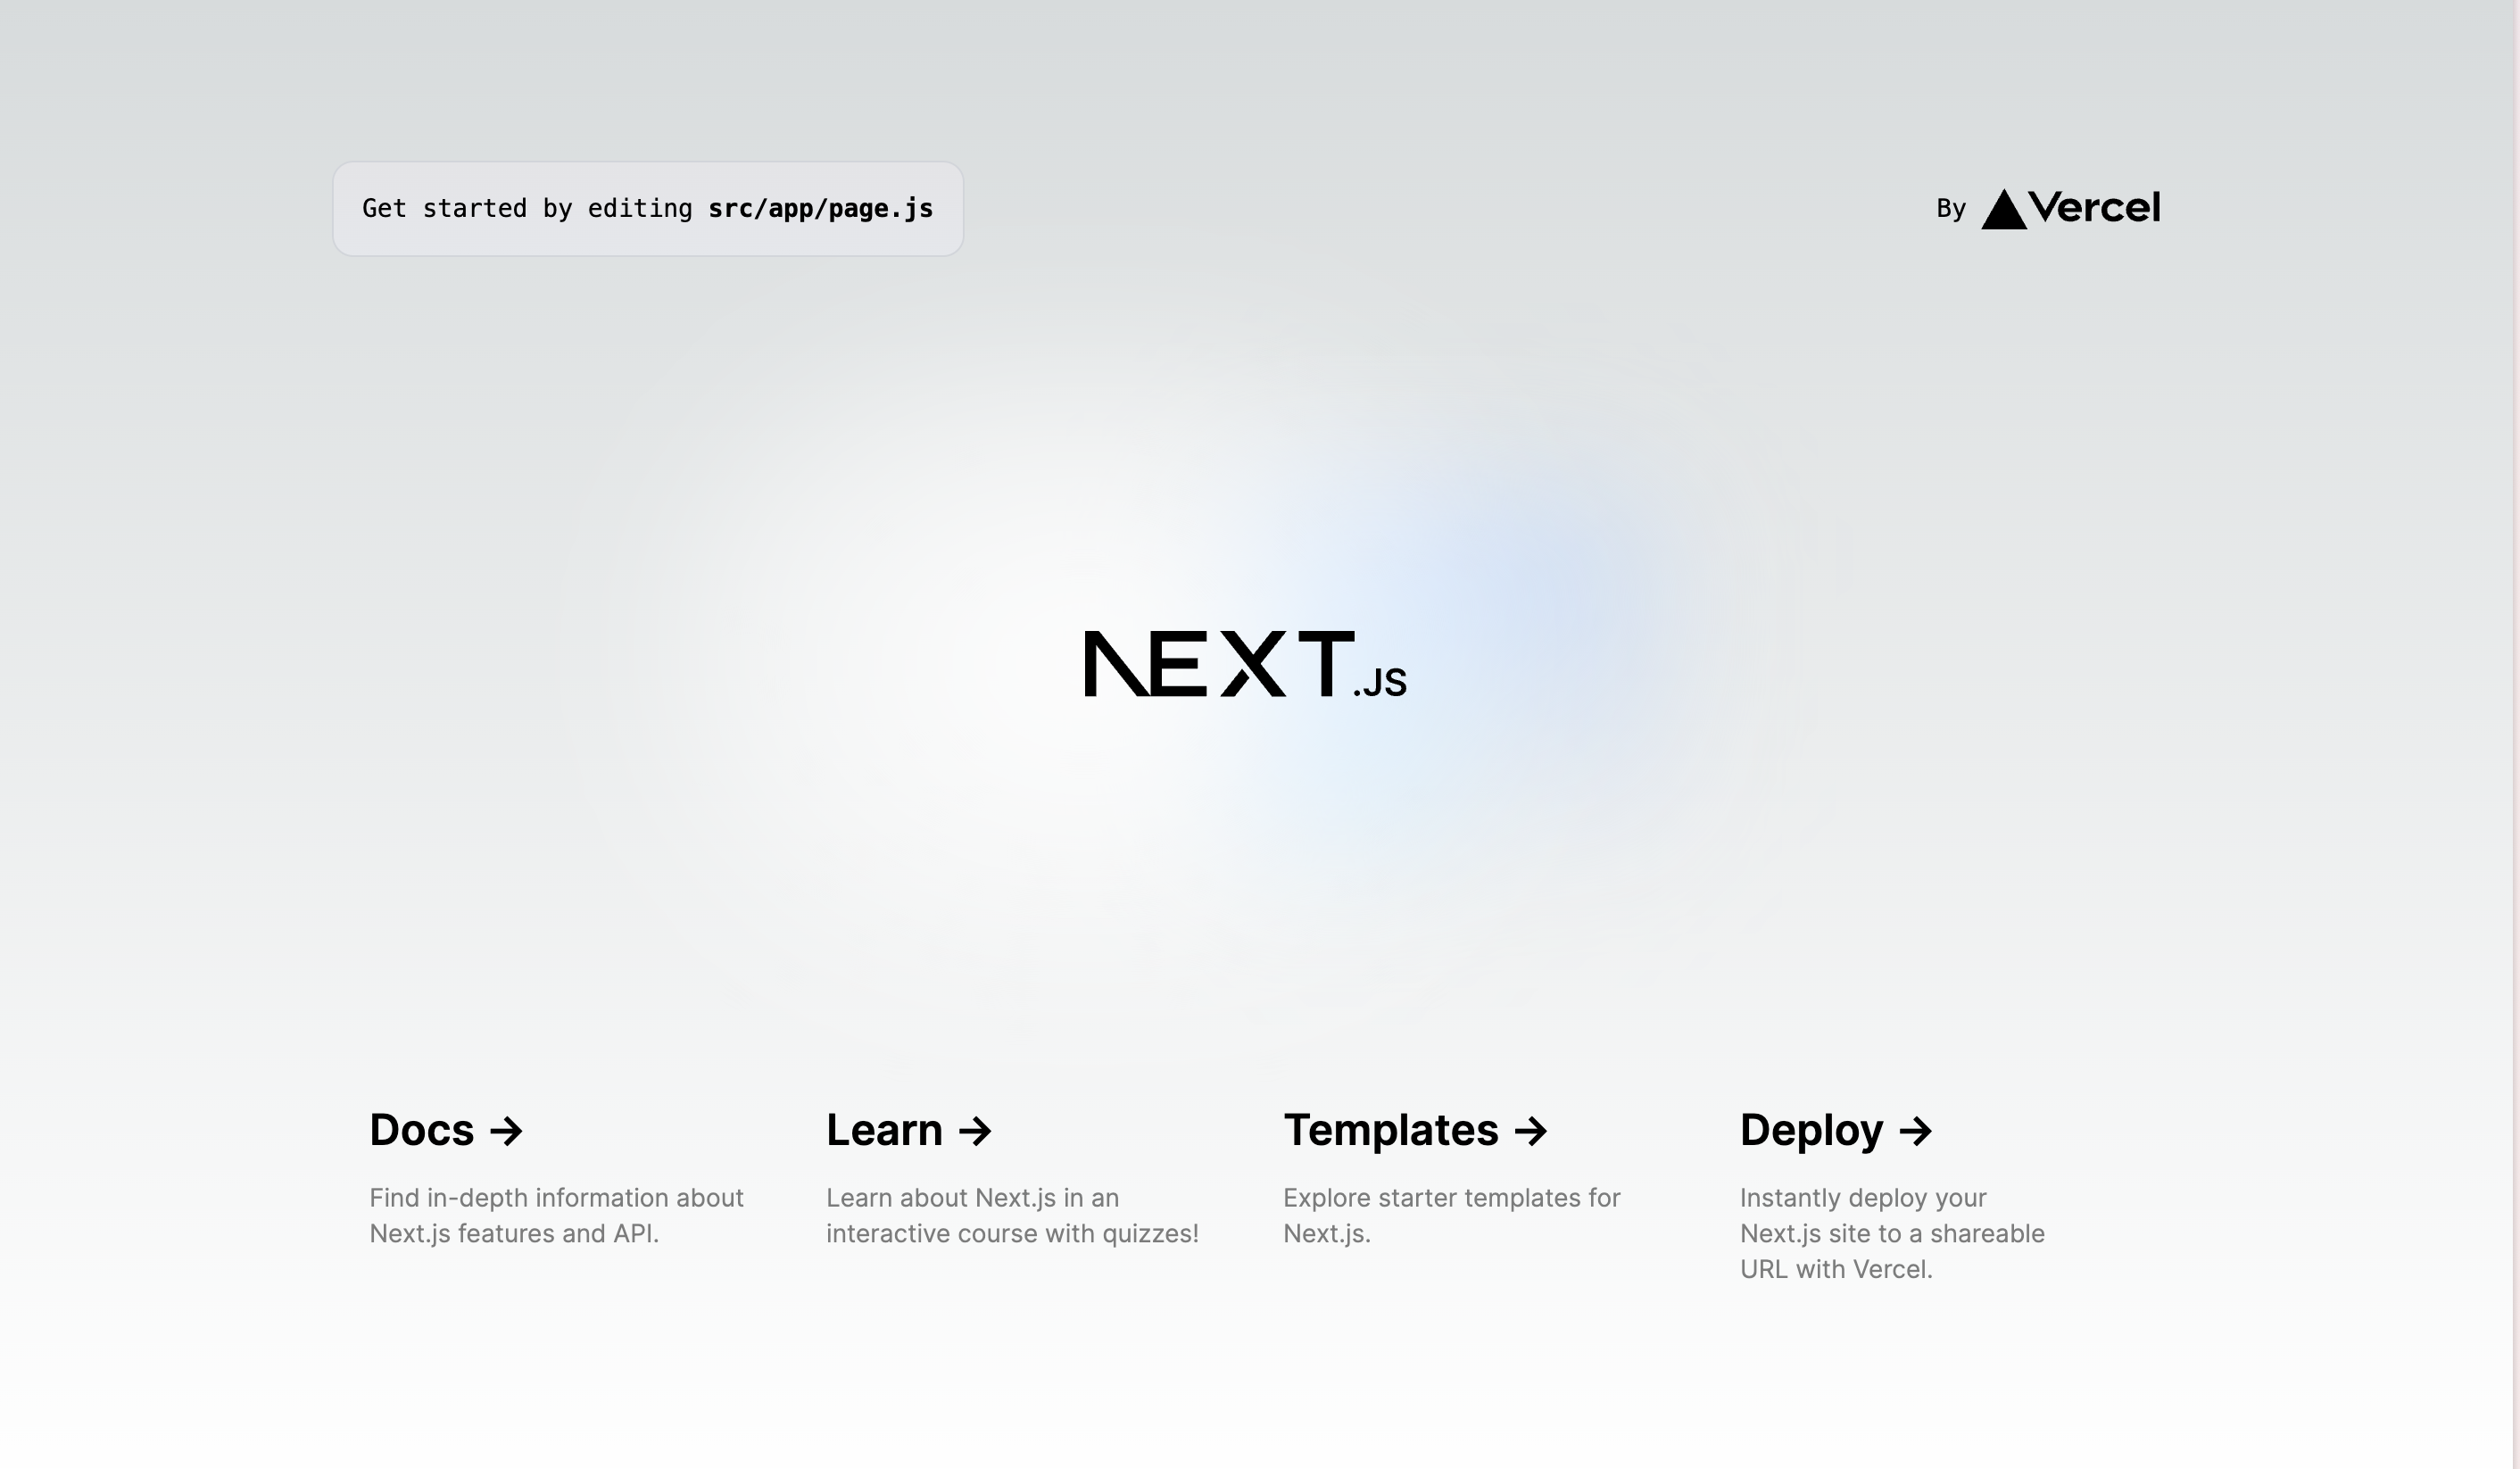 Get started by editing src/app/page.js
By Vercel
NEXT.JS
Docs →
Find in-depth information about
Next.js features and API.
Learn →
Learn about Next.js in an
interactive course with quizzes!
Templates →
Explore starter templates for
Next.js.
Deploy →
Instantly deploy your
Next.js site to a shareable
URL with Vercel.